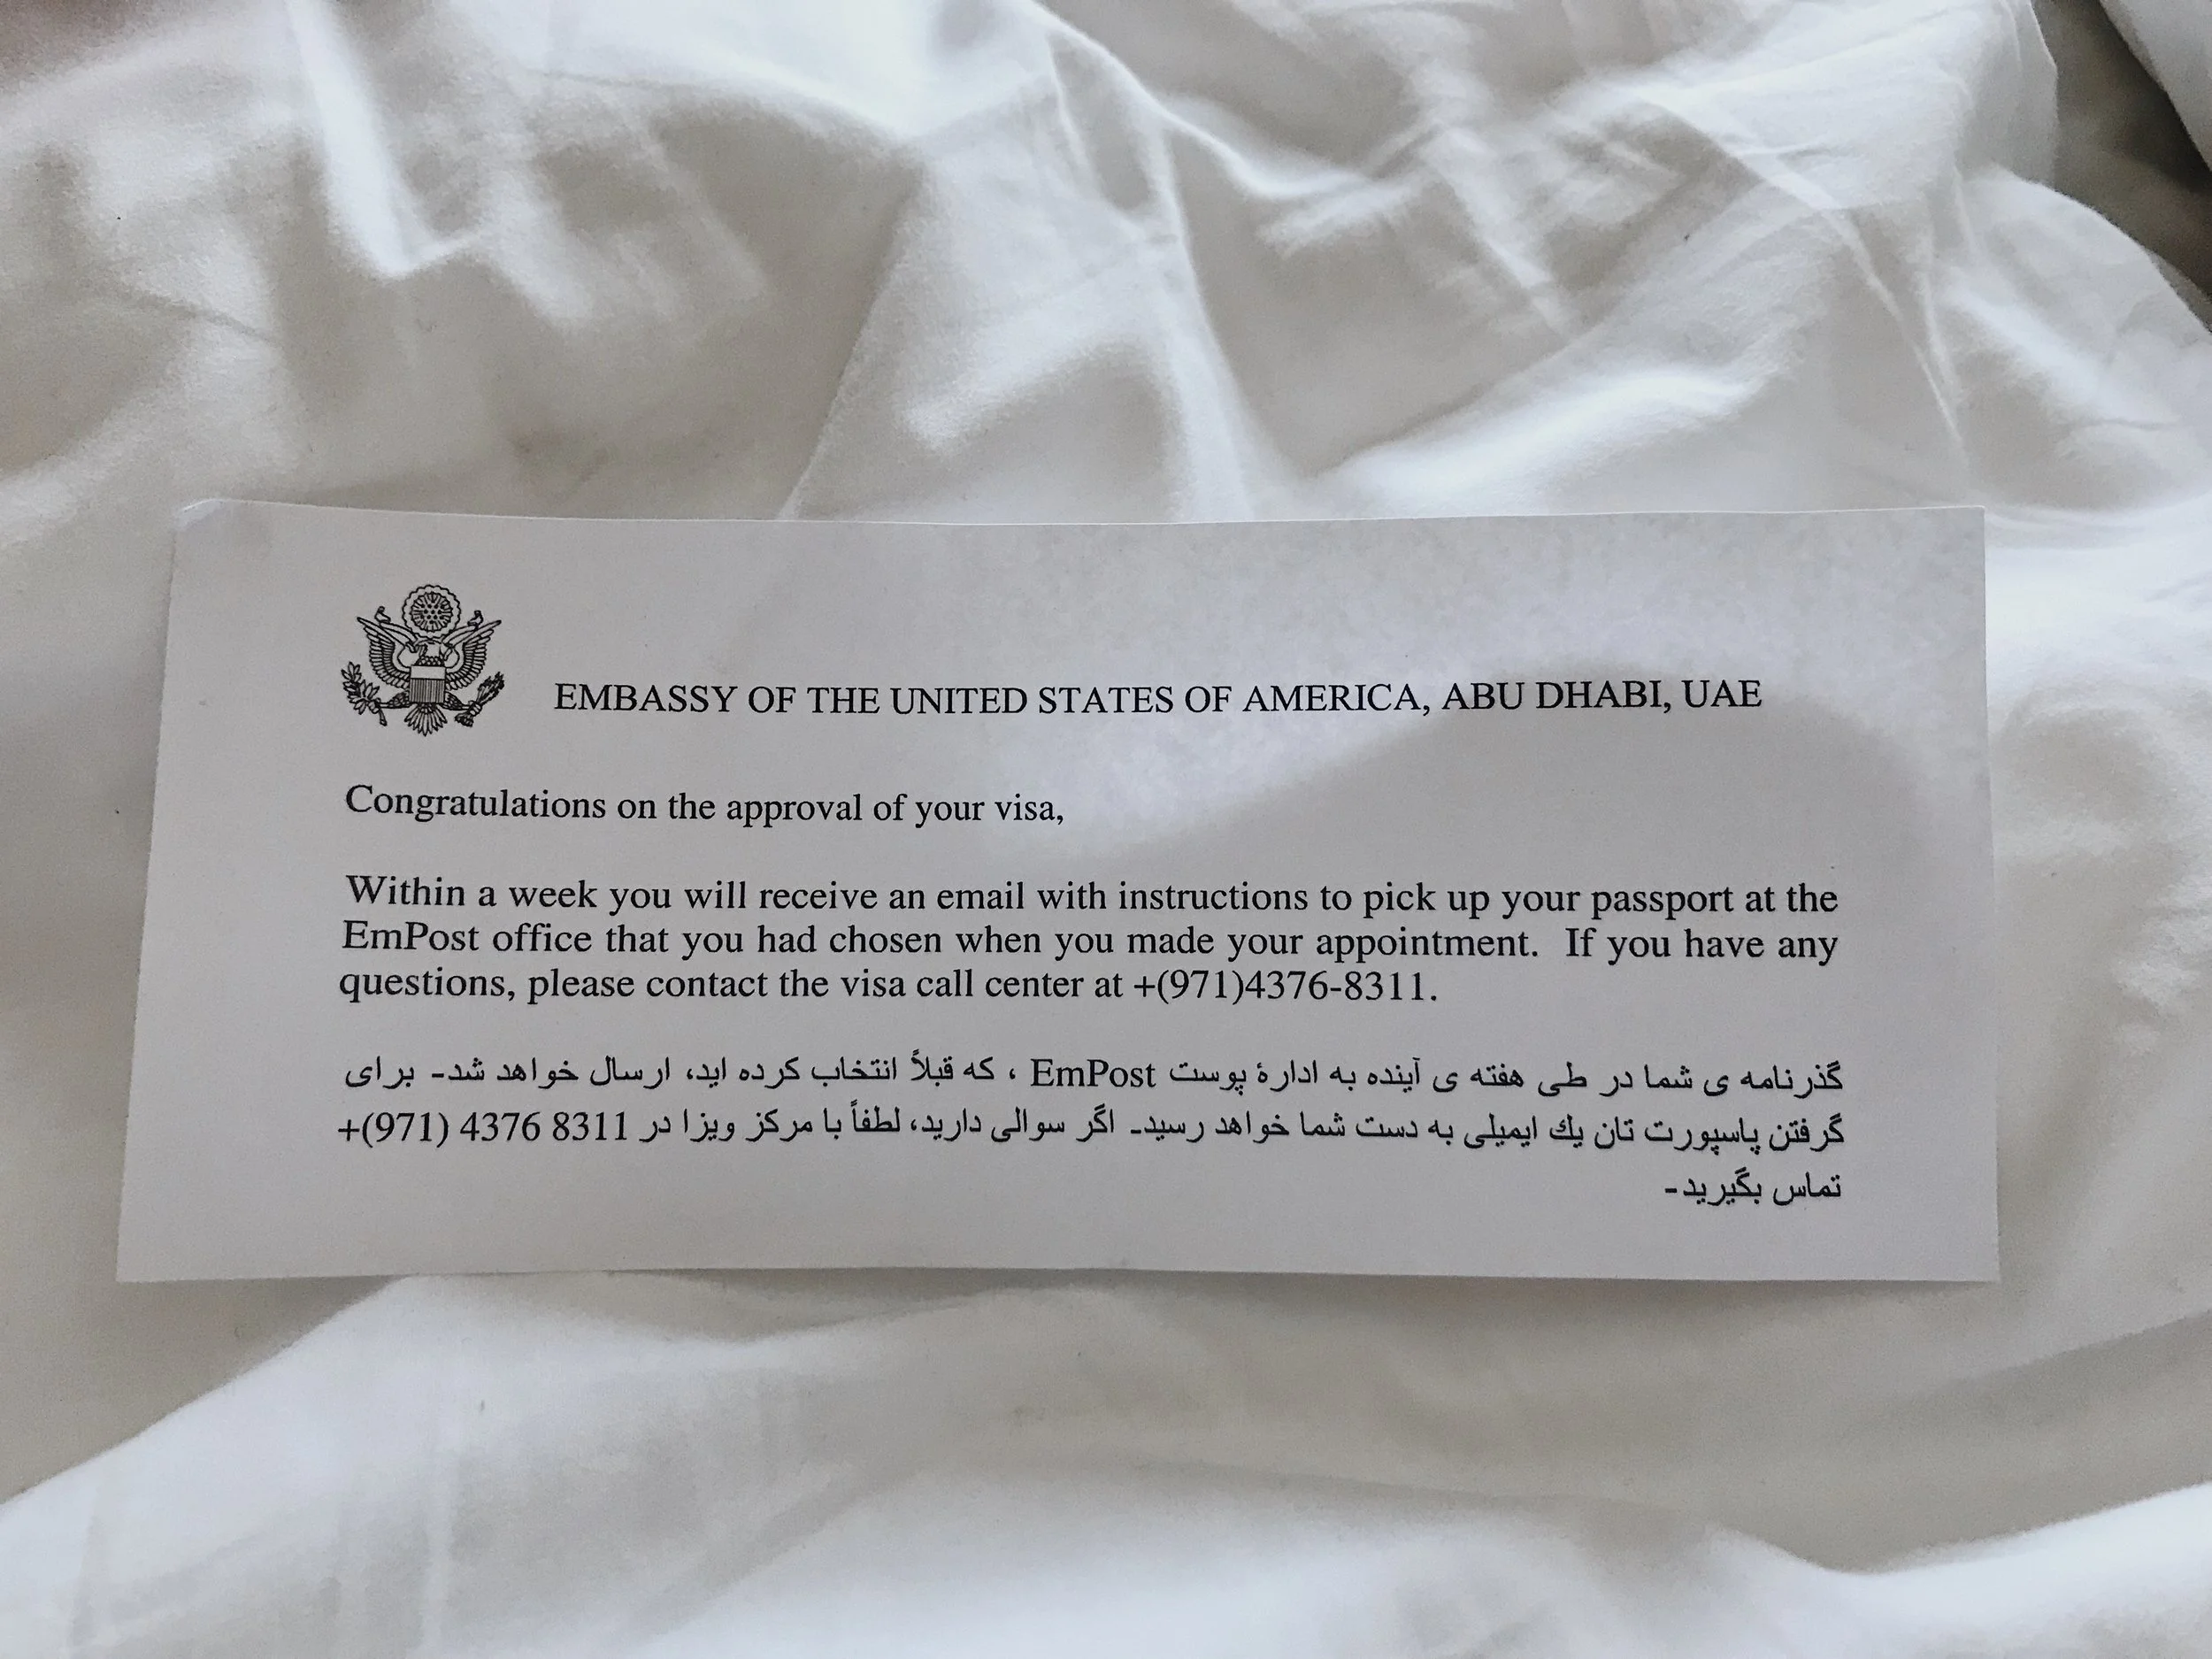 EMBASSY OF THE UNITED STATES OF AMERICA, ABU DHABI, UAE
Congratulations on the approval of your visa,
Within a week you will receive an email with instructions to pick up your passport at the
EmPost office that you had chosen when you made your appointment.  If you have any
questions, please contact the visa call center at +(971)4376-8311.
گذرنامه ی شما در طی هفته ی آینده به ادارۀ پوست EmPost ، که قبلاً انتخاب کرده اید، ارسال خواهد شد- برای
گرفتن پاسپورت تان يك ايميلی به دست شما خواهد رسید- اگر سوالی دارید، لطفاً با مرکز ویزا در 8311 4376 (971)+
تماس بگیرید-